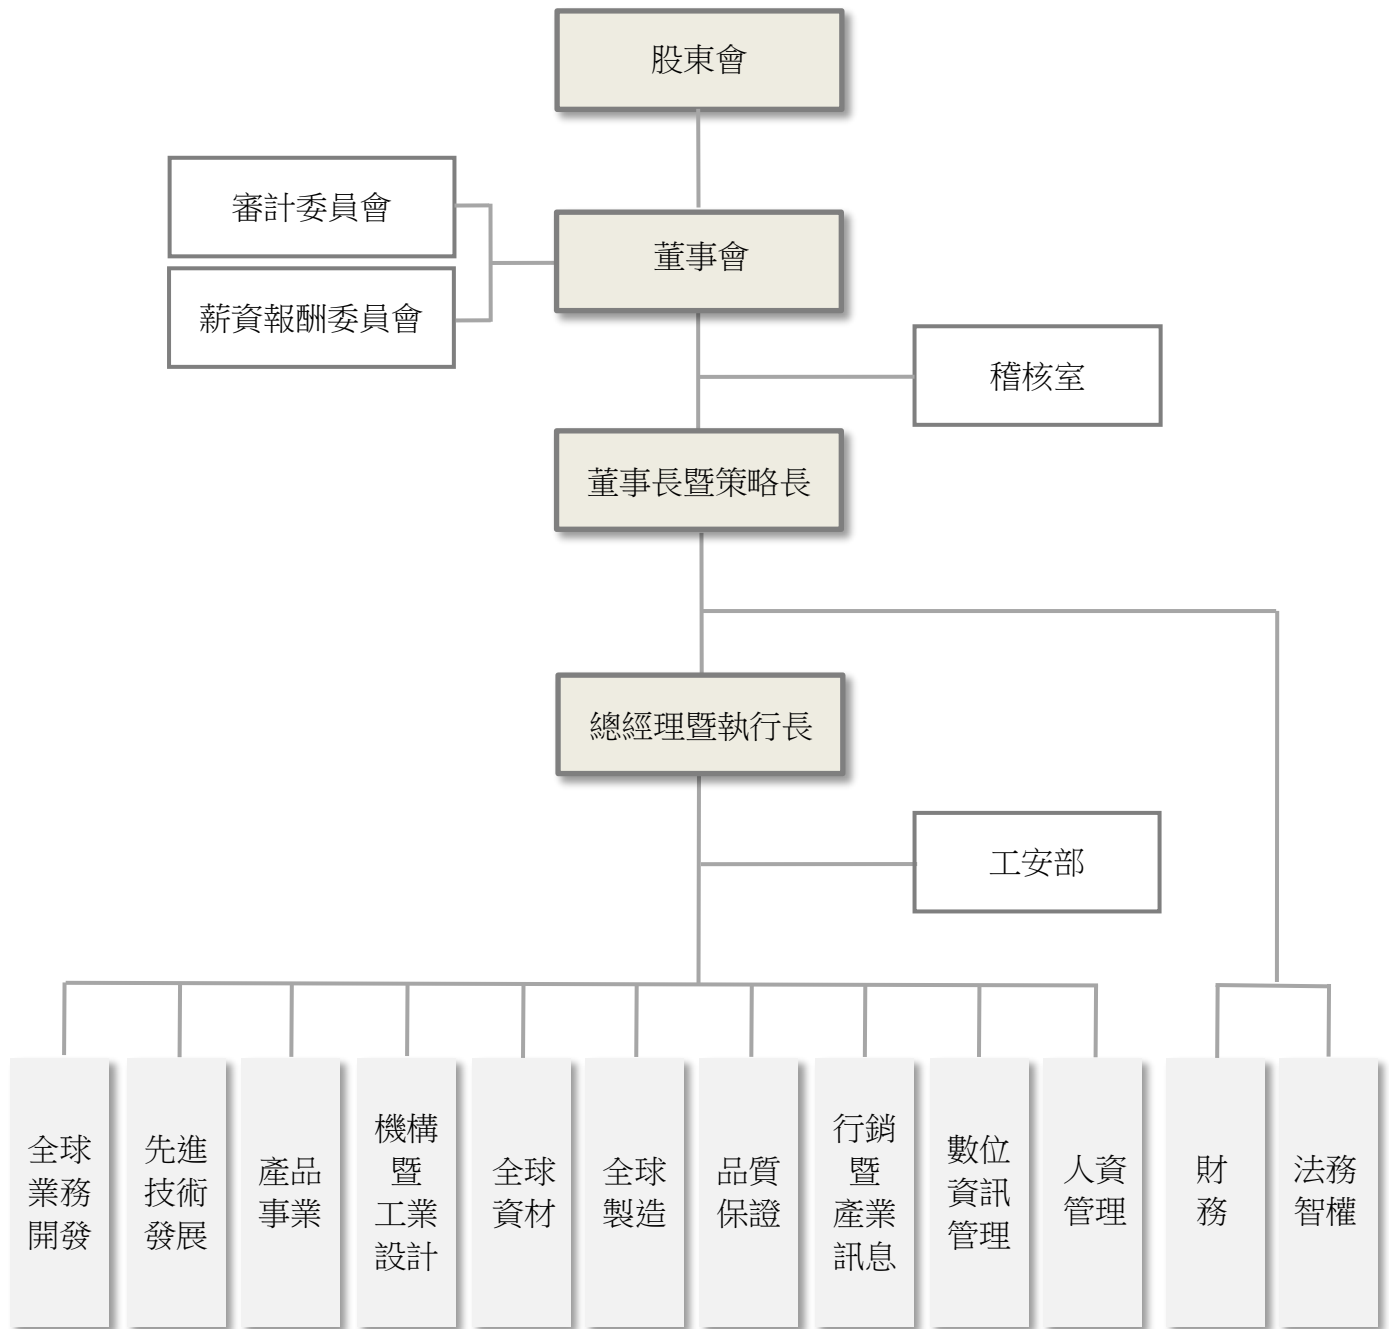 股東會
審計委員會
董事會
薪資報酬委員會
稽核室
董事長暨策略長
總經理暨執行長
工安部
全球
業務
開發
先進
技術
發展
產品
事業
機構
暨
工業
設計
全球
資材
全球
製造
品質
保證
行銷
暨
產業
訊息
數位
資訊
管理
人資
管理
財
務
法務
智權